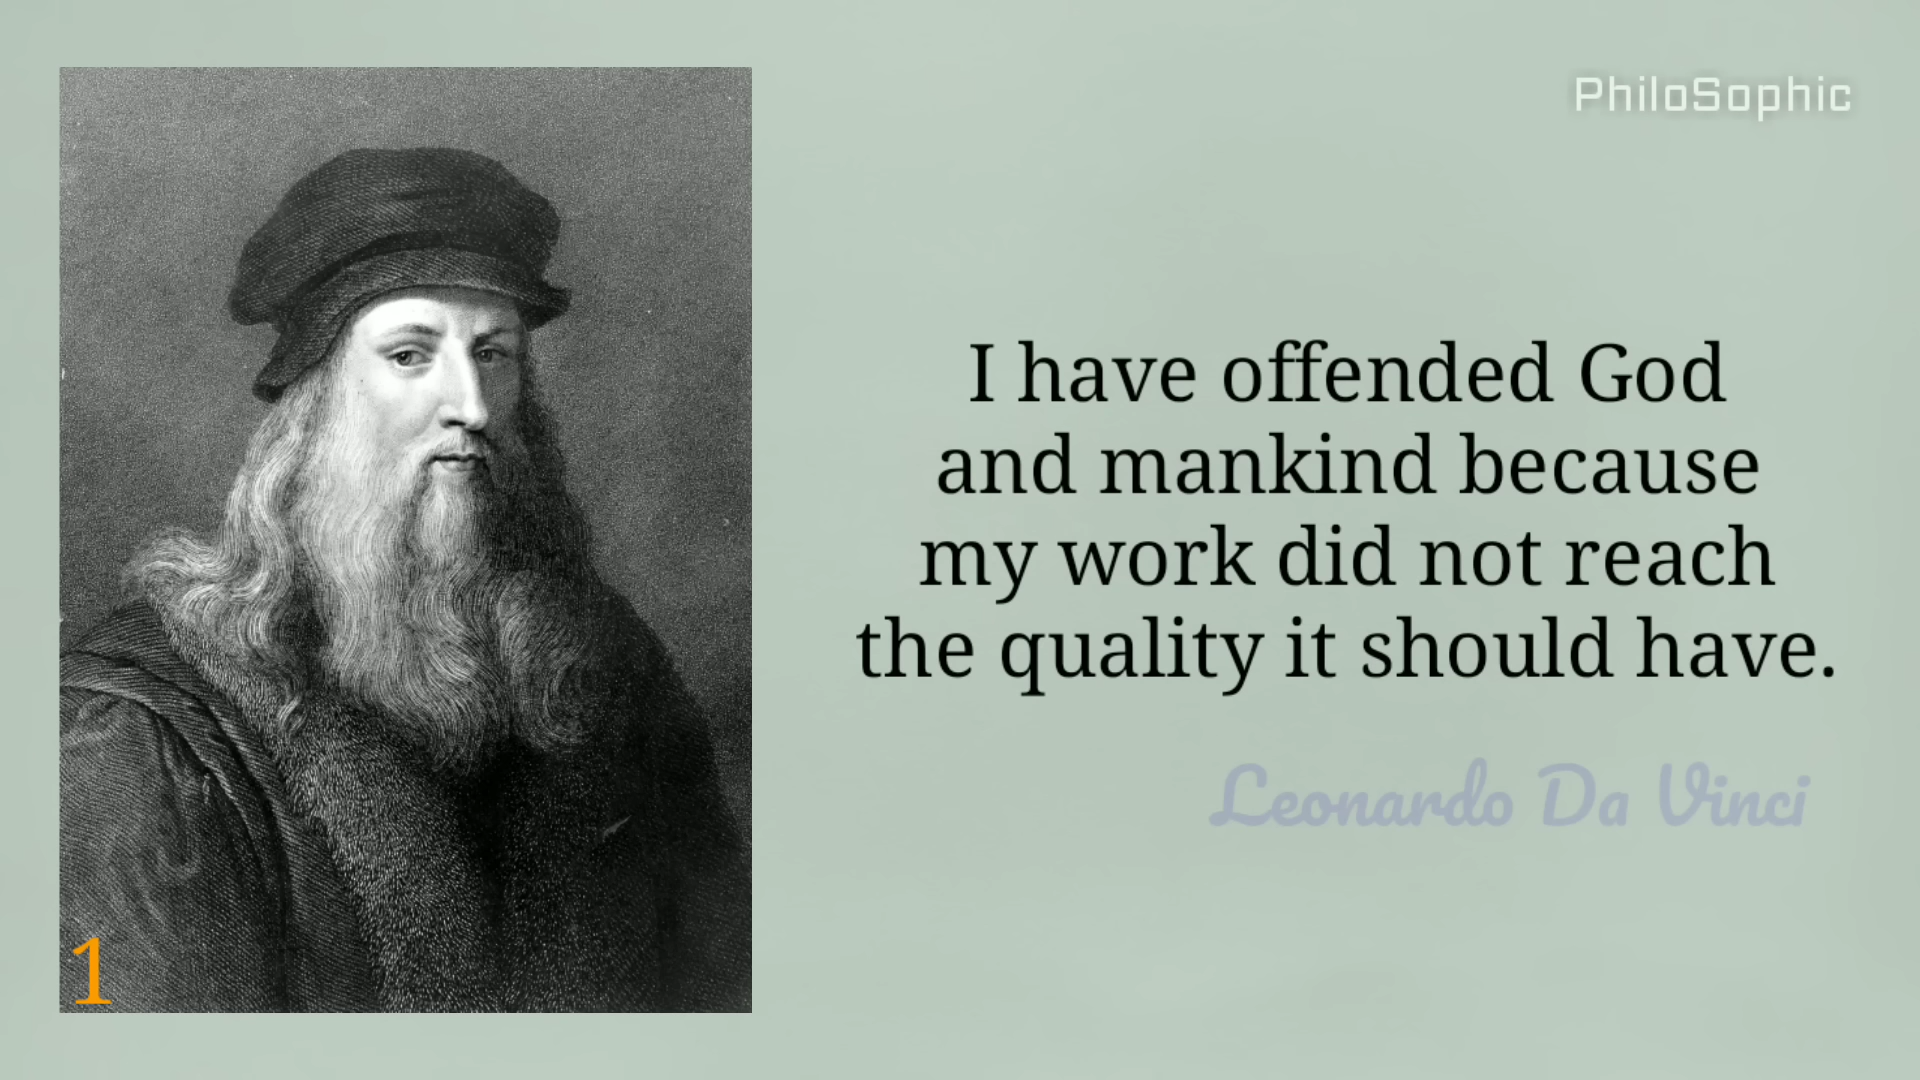 PhiloSophic
I have offended God
and mankind because
my work did not reach
the quality it should have.
Leonardo Da Vinci
1